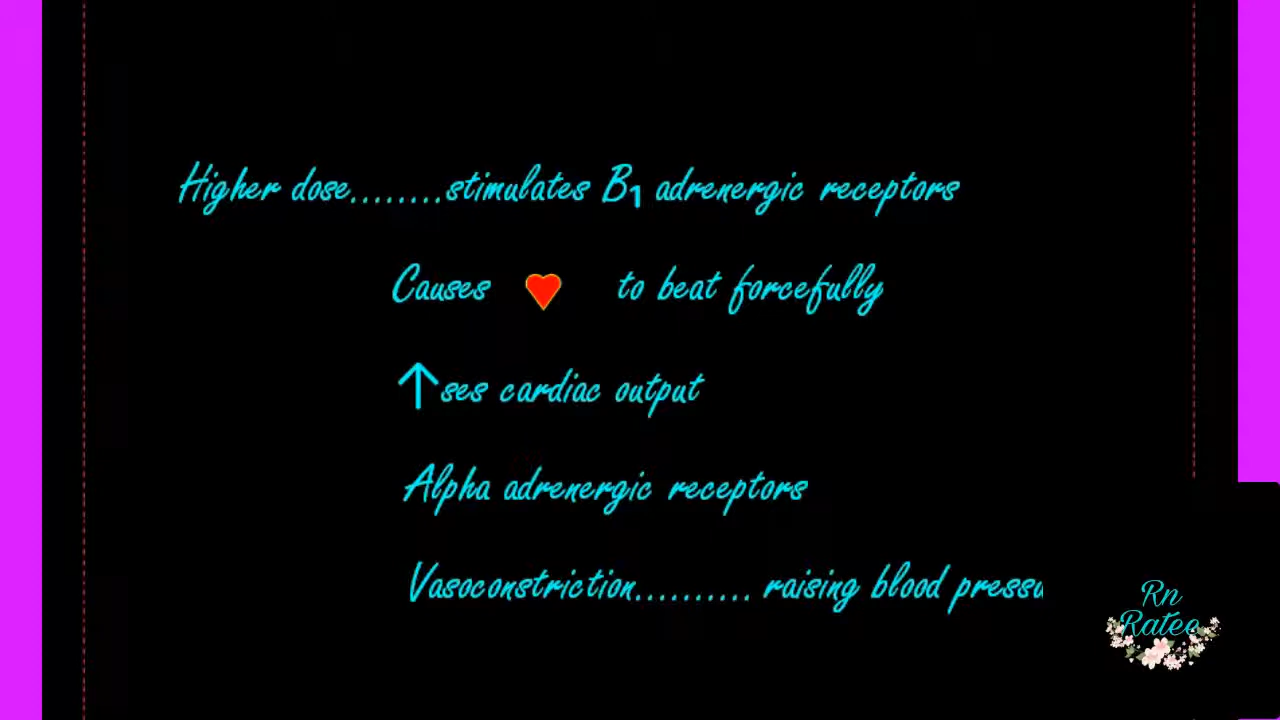 Higher dose........stimulates B₁ adrenergic receptors
Causes ♥ to beat forcefully
↑ses cardiac output
Alpha adrenergic receptors
Vasoconstriction.......... raising blood pressu
Rn
Ratee